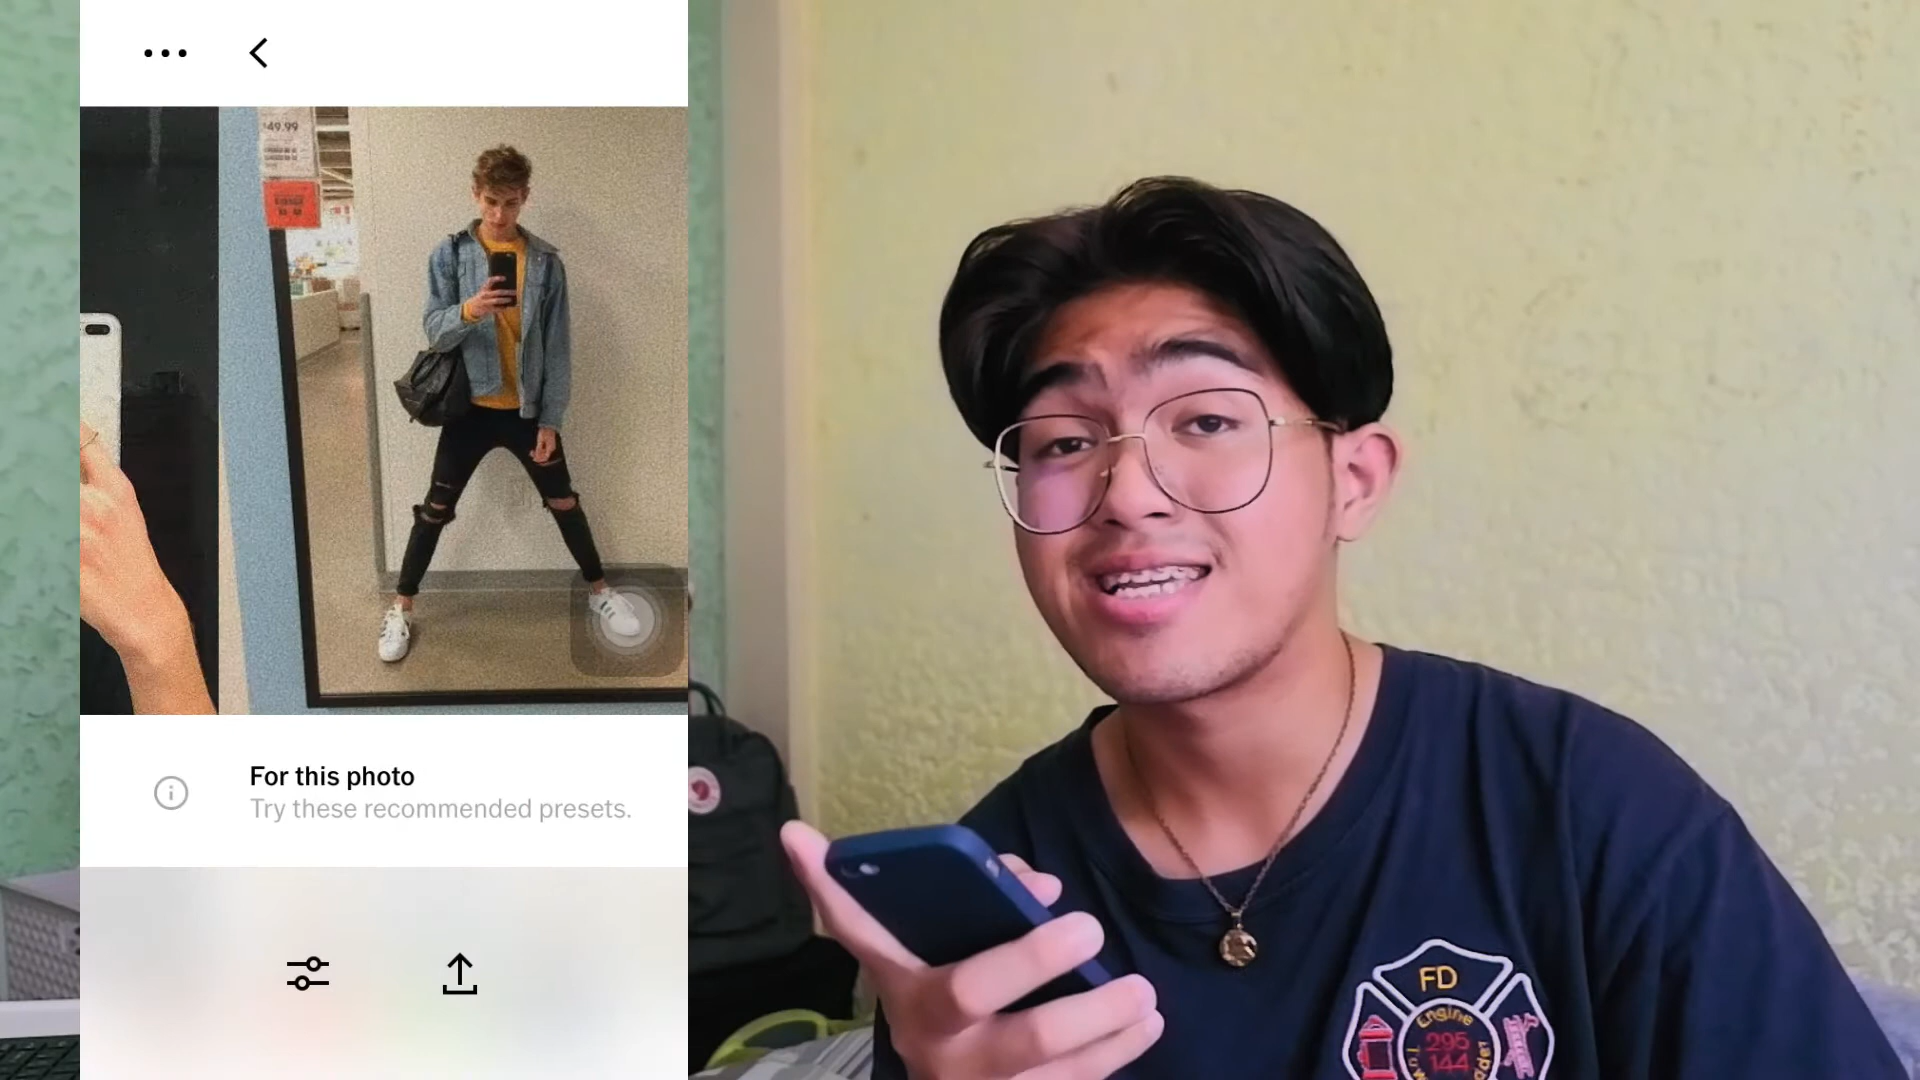 $49.99
For this photo
Try these recommended presets.
FD
Engine
295
144